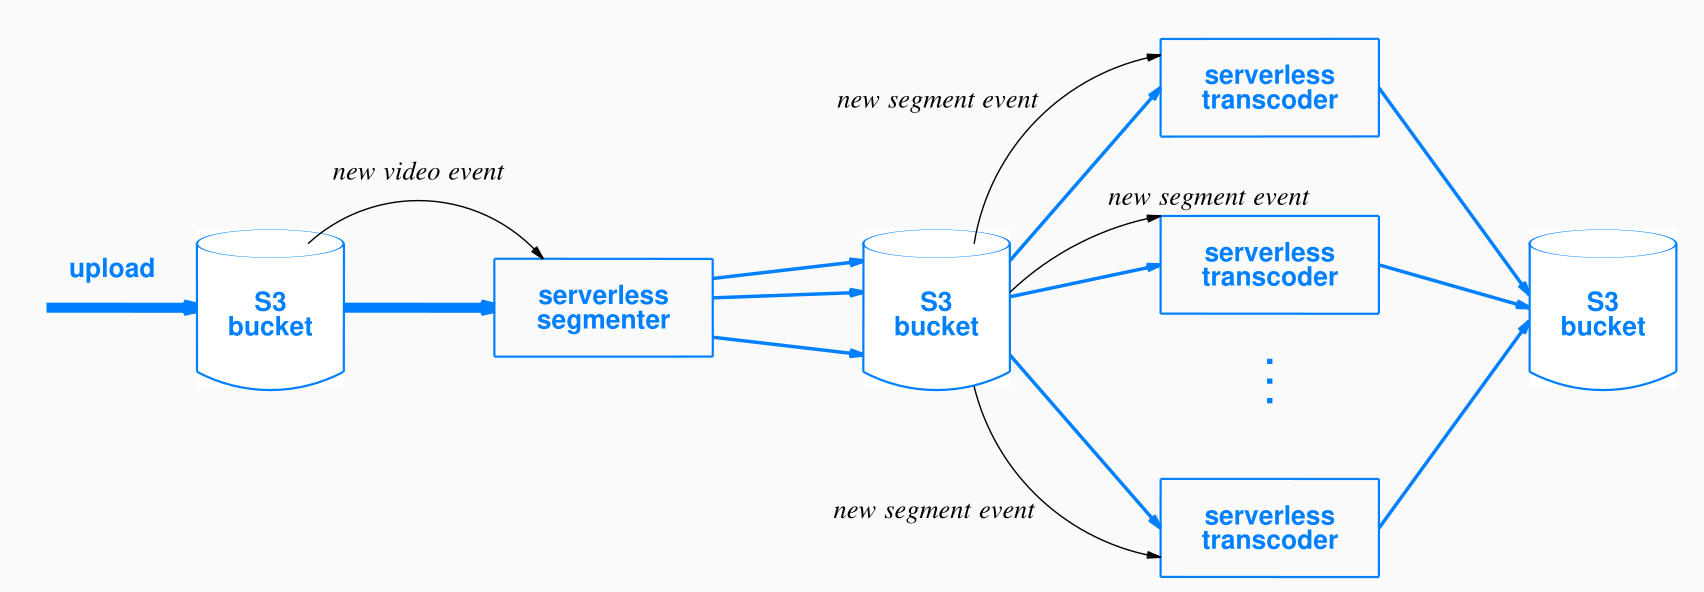 upload
S3
bucket
new video event
serverless
segmenter
S3
bucket
new segment event
serverless
transcoder
new segment event
serverless
transcoder
new segment event
serverless
transcoder
S3
bucket